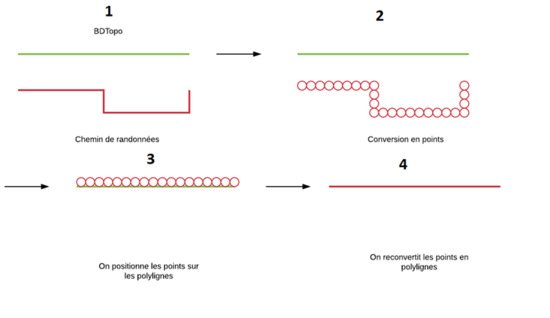 1
BDTopo
2
Chemin de randonnées
Conversion en points
3
4
On positionne les points sur
les polylignes
On reconvertit les points en
polylignes